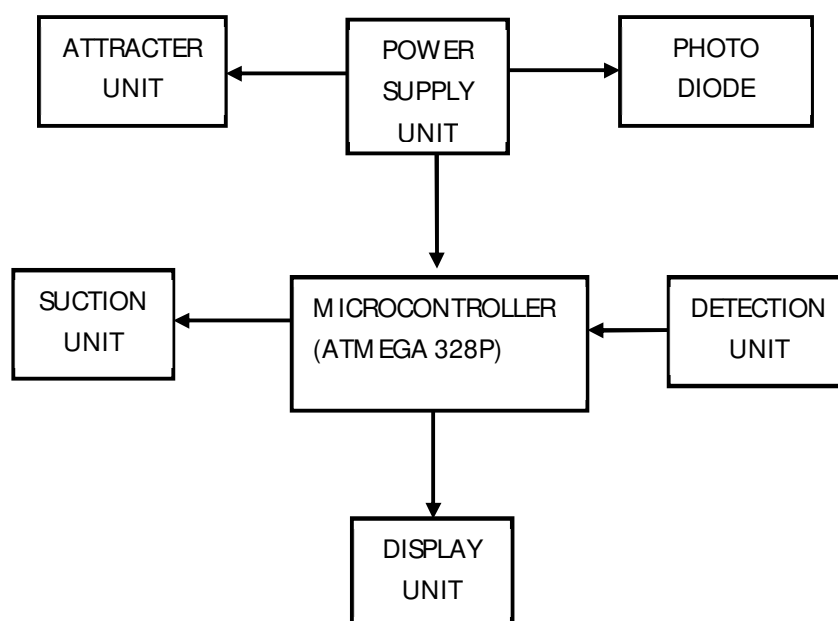 ATTRACTER
UNIT
POWER
SUPPLY
UNIT
PHOTO
DIODE
SUCTION
UNIT
MICROCONTROLLER
(ATMEGA 328P)
DETECTION
UNIT
DISPLAY
UNIT